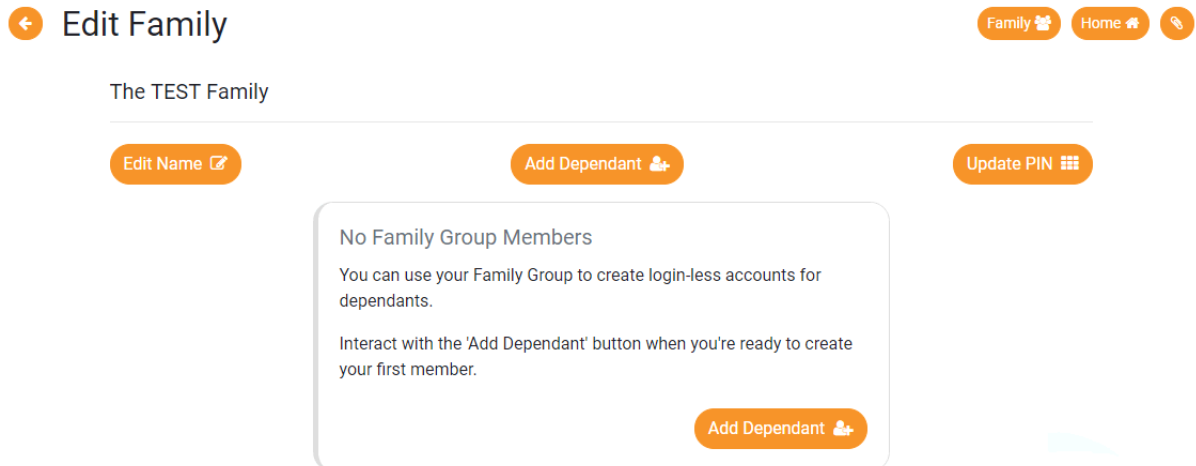 Edit Family
Family
Home
The TEST Family
Edit Name
Add Dependant
Update PIN
No Family Group Members
You can use your Family Group to create login-less accounts for
dependants.
Interact with the 'Add Dependant' button when you're ready to create
your first member.
Add Dependant